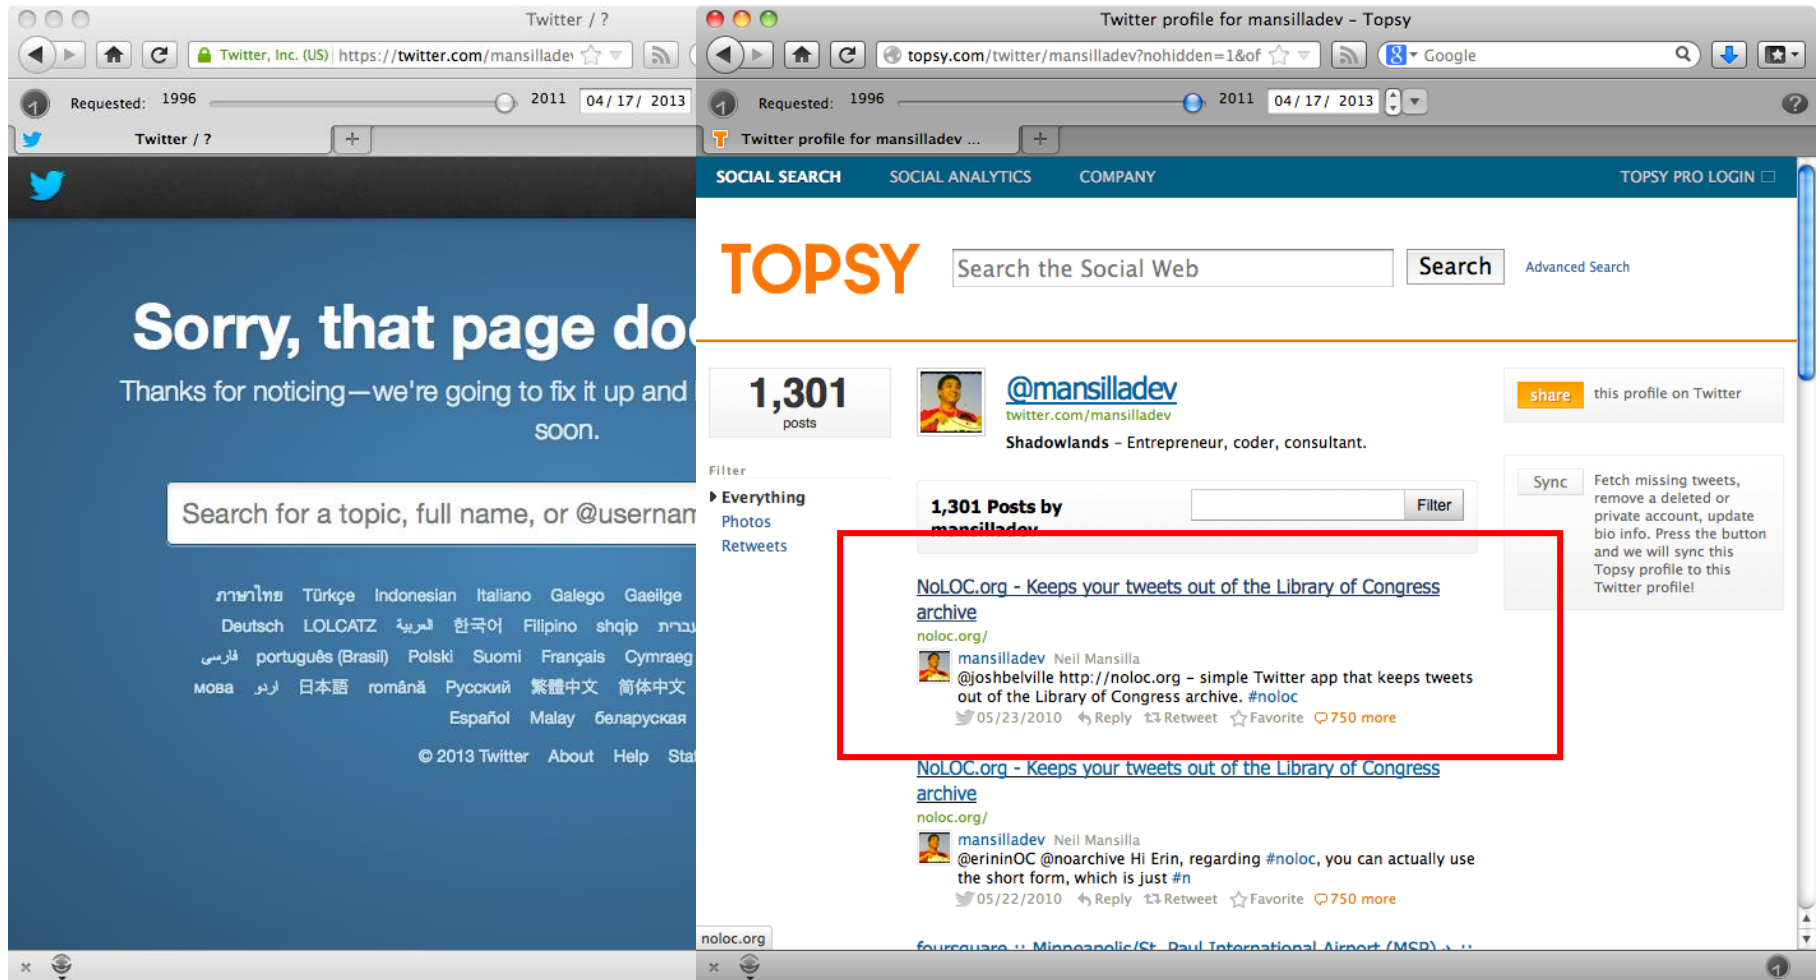 Twitter / ?
Twitter, Inc. (US) https://twitter.com/mansilladev
Requested: 1996 2011 04/17/2013
Twitter / ?
Sorry, that page doe
Thanks for noticing—we're going to fix it up and
soon.
Search for a topic, full name, or @usernam
ภาษาไทย Türkçe Indonesian Italiano Galego Gaeilge
Deutsch LOLCATZ العربية 한국어 Filipino shqip עברית
فارسی português (Brasil) Polski Suomi Français Cymraeg
мова اردو 日本語 română Русский 繁體中文 简体中文
Español Malay беларуская
© 2013 Twitter About Help Stat
Twitter profile for mansilladev – Topsy
topsy.com/twitter/mansilladev?nohidden=1&of
Google
Requested: 1996 2011 04/17/2013
Twitter profile for mansilladev ...
SOCIAL SEARCH SOCIAL ANALYTICS COMPANY TOPSY PRO LOGIN
TOPSY
Search the Social Web
Search
Advanced Search
1,301
posts
@mansilladev
twitter.com/mansilladev
Shadowlands – Entrepreneur, coder, consultant.
share this profile on Twitter
Filter
Everything
Photos
Retweets
1,301 Posts by
mansilladev
Filter
Sync
Fetch missing tweets,
remove a deleted or
private account, update
bio info. Press the button
and we will sync this
Topsy profile to this
Twitter profile!
NoLOC.org - Keeps your tweets out of the Library of Congress
archive
noloc.org/
mansilladev Neil Mansilla
@joshbelville http://noloc.org – simple Twitter app that keeps tweets
out of the Library of Congress archive. #noloc
05/23/2010 Reply Retweet Favorite 750 more
NoLOC.org - Keeps your tweets out of the Library of Congress
archive
noloc.org/
mansilladev Neil Mansilla
@erininOC @noarchive Hi Erin, regarding #noloc, you can actually use
the short form, which is just #n
05/22/2010 Reply Retweet Favorite 750 more
foursquare :: Minneapolis/St. Paul International Airport (MSP) ::
noloc.org